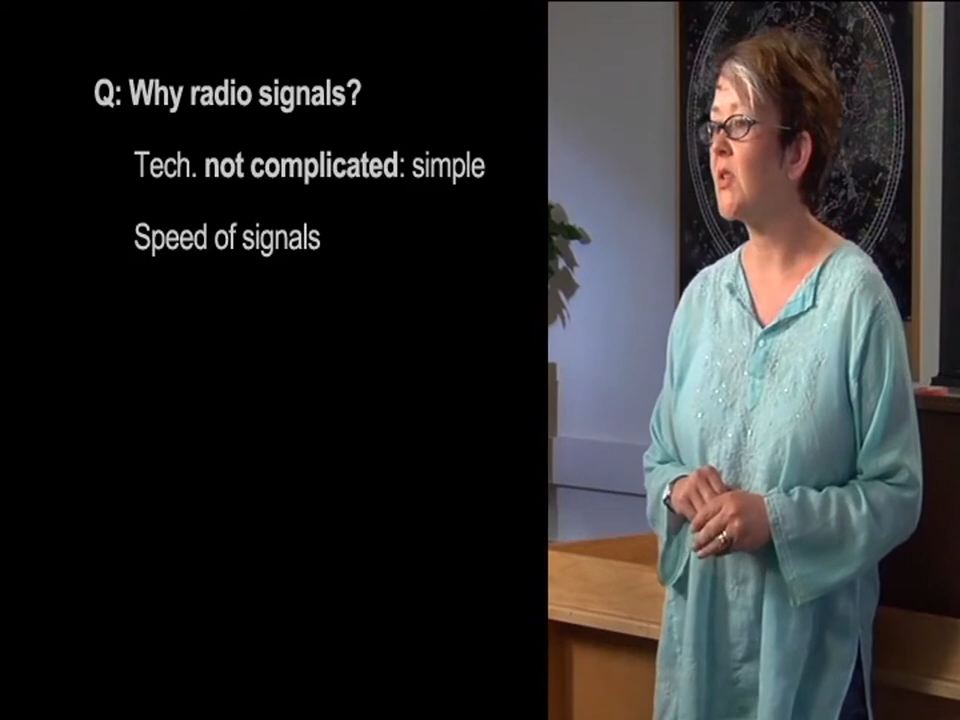 Q: Why radio signals?
Tech. not complicated: simple
Speed of signals